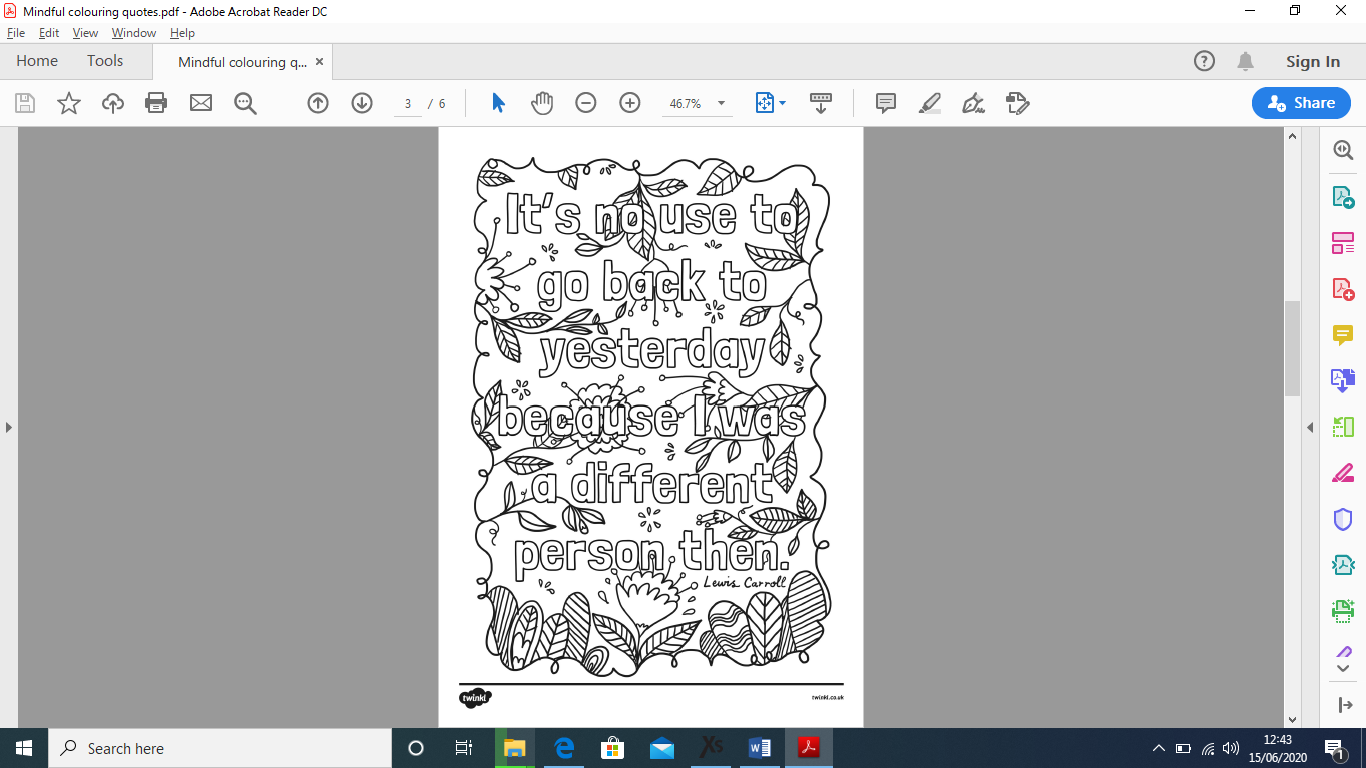 Mindful colouring quotes.pdf - Adobe Acrobat Reader DC
File Edit View Window Help
Home Tools Mindful colouring q... Sign In
3 / 6 46.7% Share
It's no use to
go back to
yesterday
because I was
a different
person then.
Lewis Carroll
twinkl twinkl.co.uk
Search here
12:43
15/06/2020
1